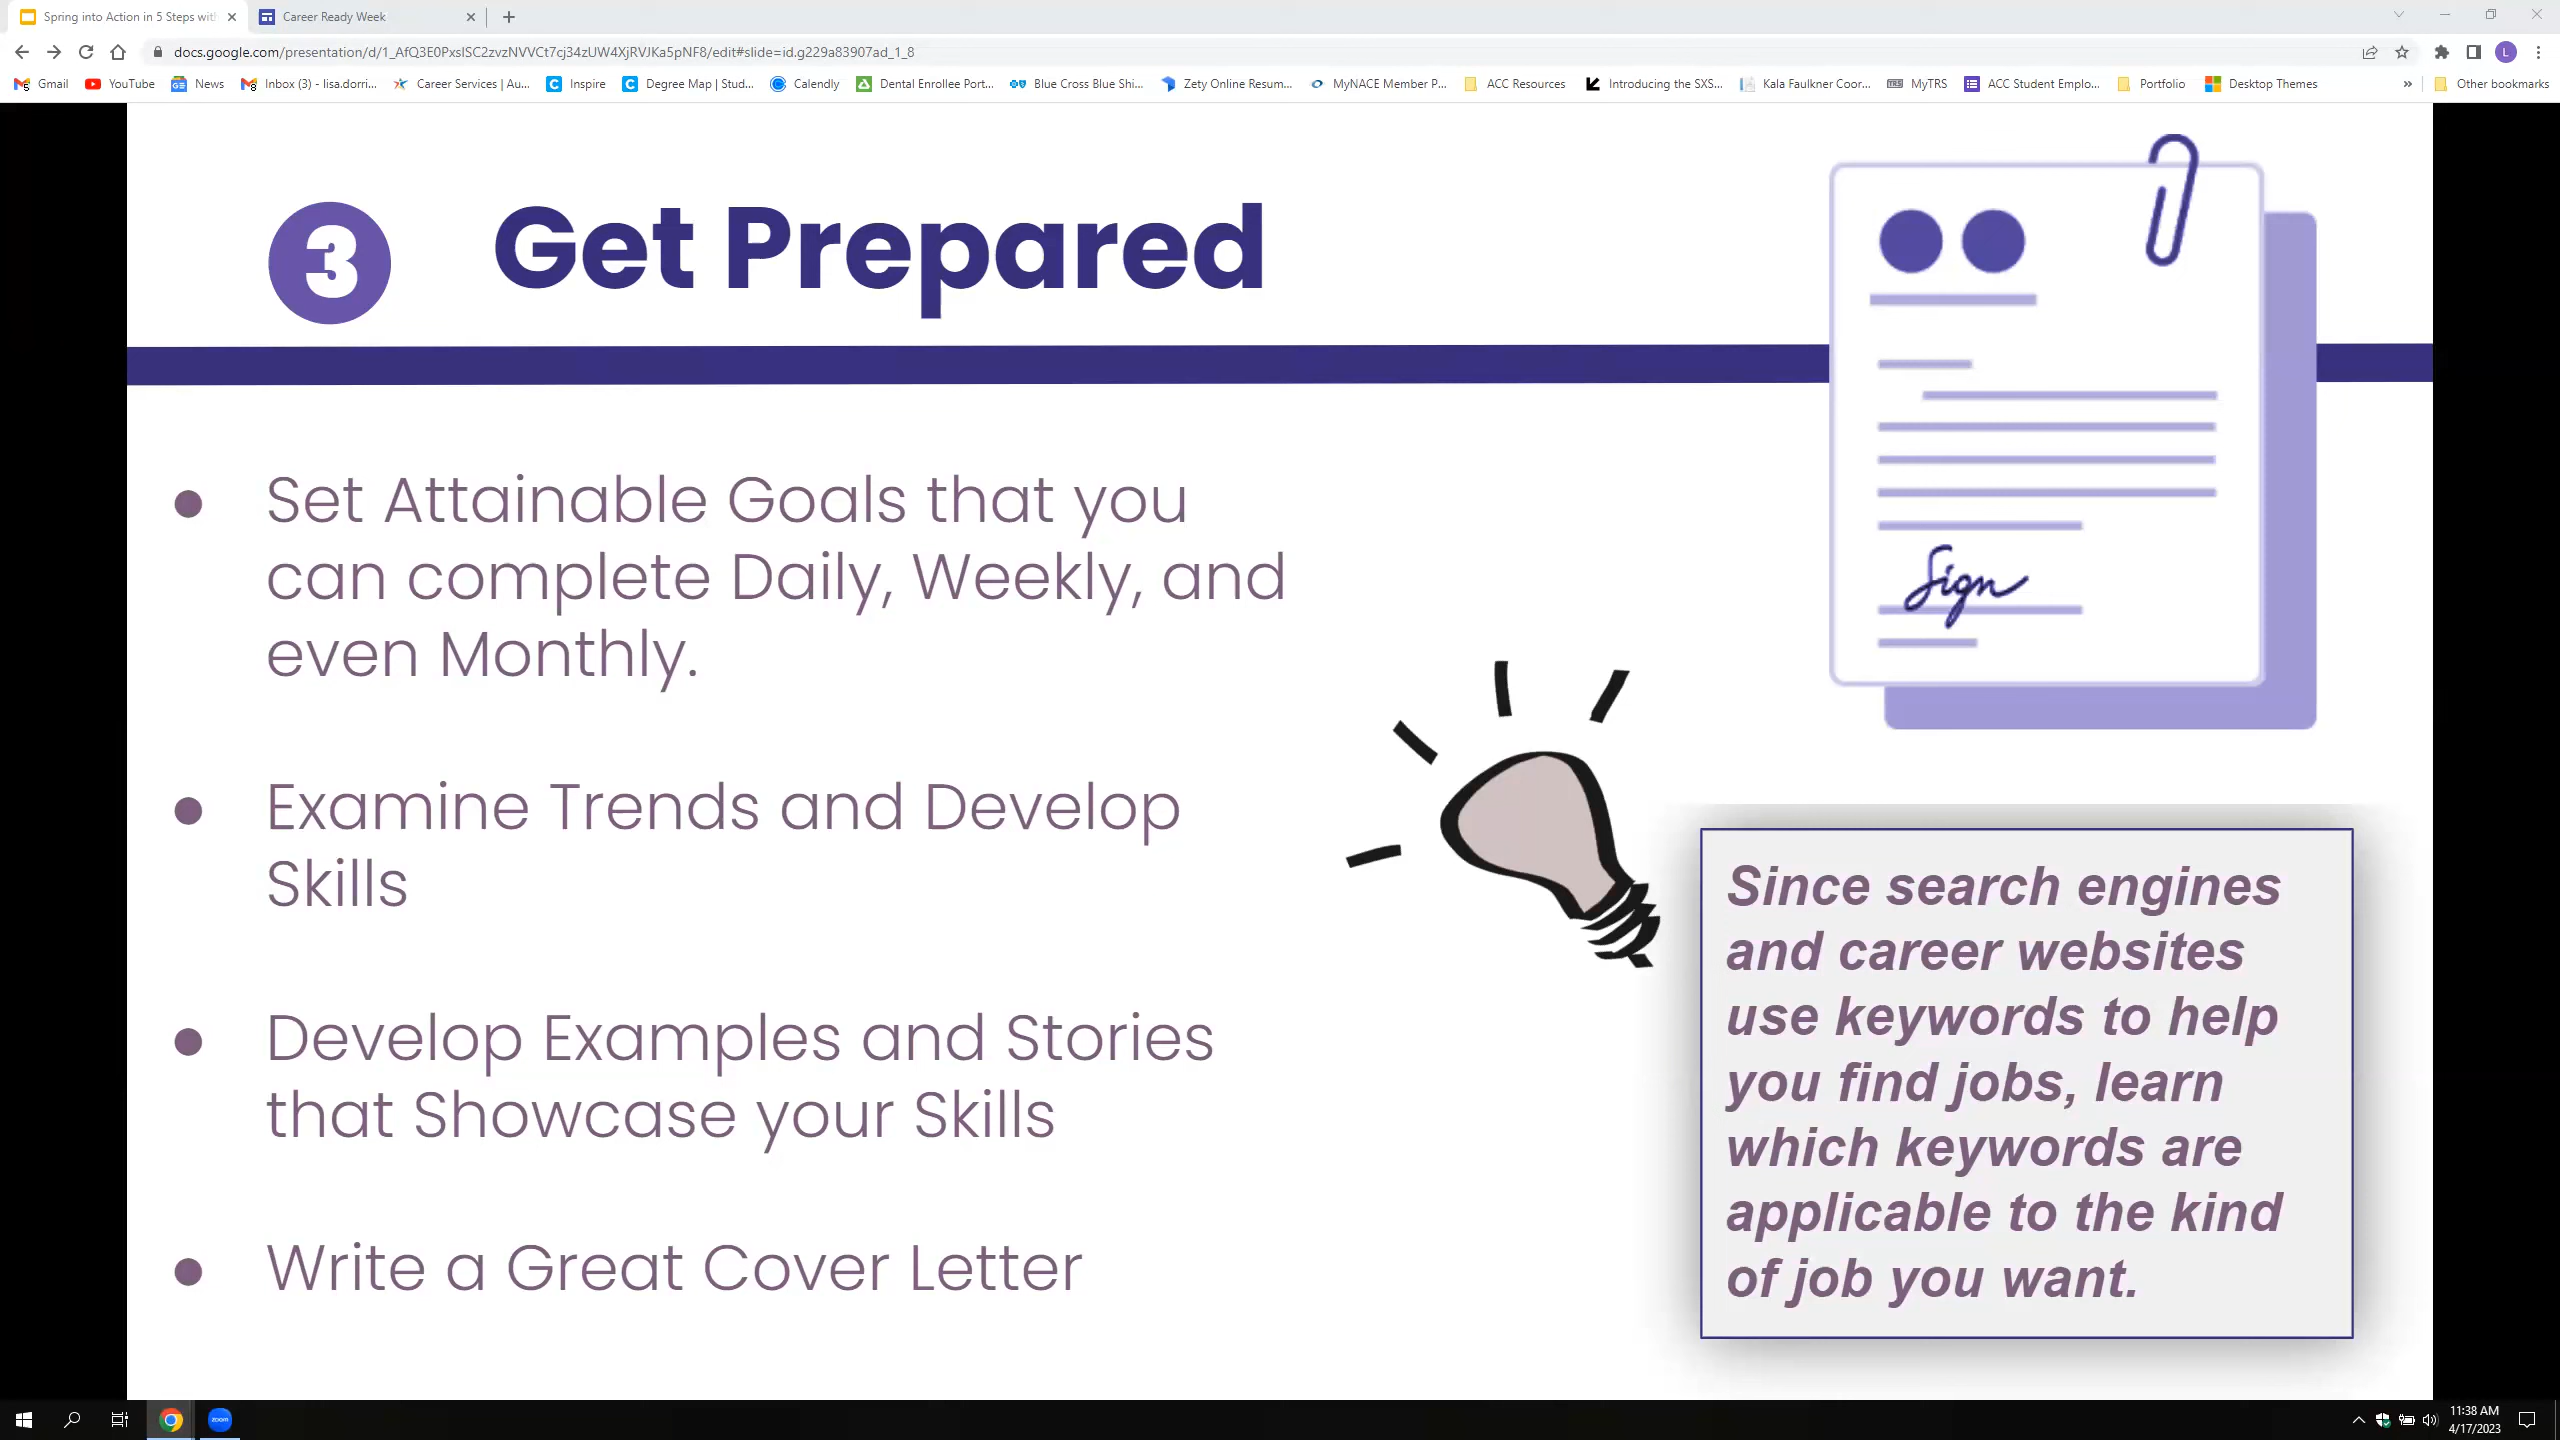 Spring into Action in 5 Steps with
Career Ready Week
docs.google.com/presentation/d/1_AfQ3E0PxsISC2zvzNVVCt7cj34zUW4XjRVJKa5pNF8/edit#slide=id.g229a83907ad_1_8
L
Gmail YouTube News Inbox (3) - lisa.dorri... Career Services | Au... Inspire Degree Map | Stud... Calendly Dental Enrollee Port... Blue Cross Blue Shi... Zety Online Resum... MyNACE Member P... ACC Resources Introducing the SXS... Kala Faulkner Coor... MyTRS ACC Student Emplo... Portfolio Desktop Themes » Other bookmarks
3 Get Prepared
Sign
● Set Attainable Goals that you
can complete Daily, Weekly, and
even Monthly.
● Examine Trends and Develop
Skills
● Develop Examples and Stories
that Showcase your Skills
● Write a Great Cover Letter
Since search engines
and career websites
use keywords to help
you find jobs, learn
which keywords are
applicable to the kind
of job you want.
zoom
11:38 AM
4/17/2023